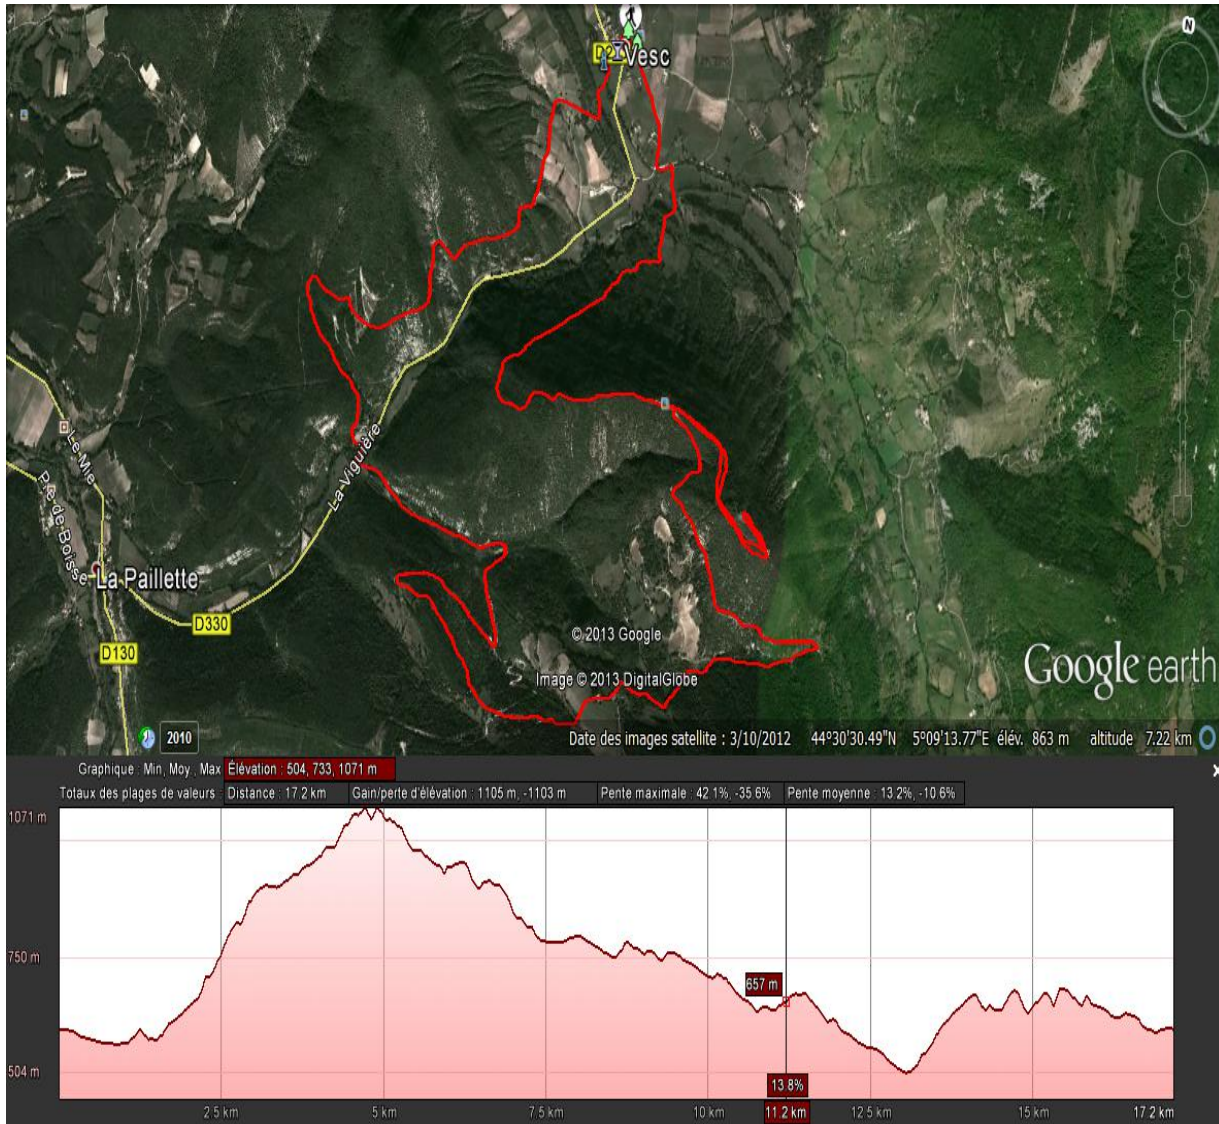 N
D2
Vesc
Le Mie
Rte de Boisse
La Viguière
La Paillette
D330
D130
© 2013 Google
Image © 2013 DigitalGlobe
Google earth
2010
Date des images satellite : 3/10/2012 44°30'30.49"N 5°09'13.77"E élév. 863 m altitude 7.22 km
Graphique : Min, Moy., Max Élévation : 504, 733, 1071 m
Totaux des plages de valeurs : Distance : 17.2 km Gain/perte d'élévation : 1105 m, -1103 m Pente maximale : 42.1%, -35.6% Pente moyenne : 13.2%, -10.6%
1071 m
750 m
657 m
504 m
13.8%
2.5 km 5 km 7.5 km 10 km 11.2 km 12.5 km 15 km 17.2 km